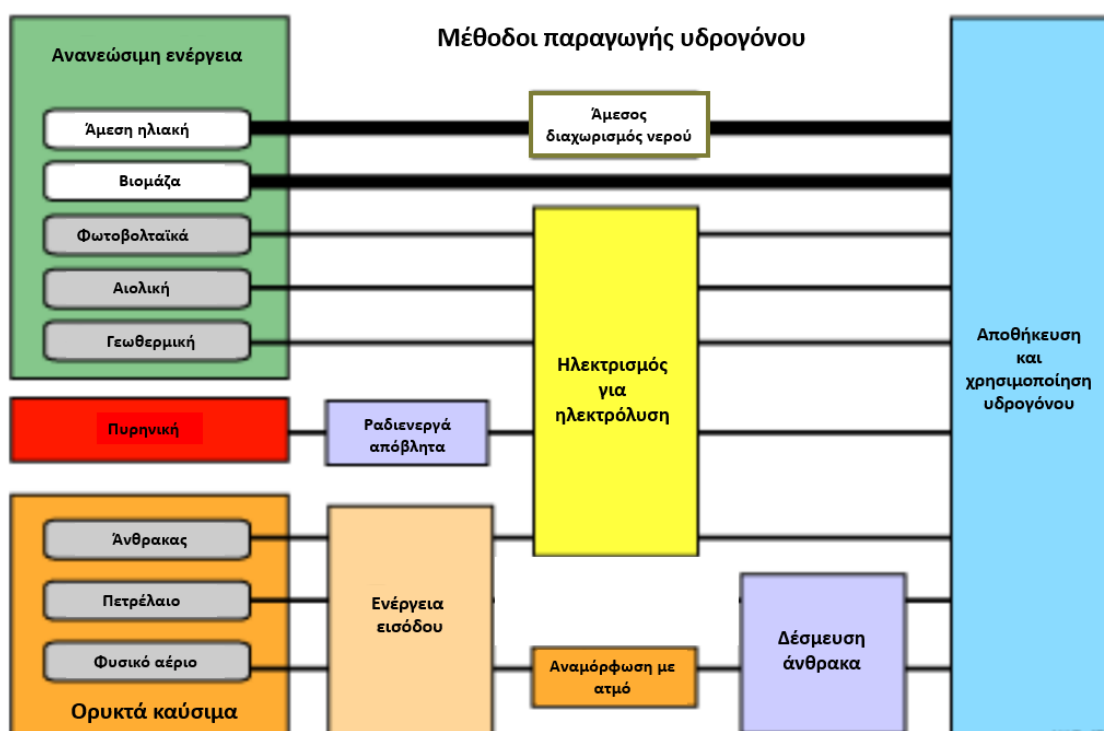 Μέθοδοι παραγωγής υδρογόνου
Ανανεώσιμη ενέργεια
Άμεση ηλιακή
Βιομάζα
Φωτοβολταϊκά
Αιολική
Γεωθερμική
Πυρηνική
Άνθρακας
Πετρέλαιο
Φυσικό αέριο
Ορυκτά καύσιμα
Ραδιενεργά
απόβλητα
Ενέργεια
εισόδου
Άμεσος
διαχωρισμός νερού
Ηλεκτρισμός
για
ηλεκτρόλυση
Αναμόρφωση με
ατμό
Δέσμευση
άνθρακα
Αποθήκευση
και
χρησιμοποίηση
υδρογόνου